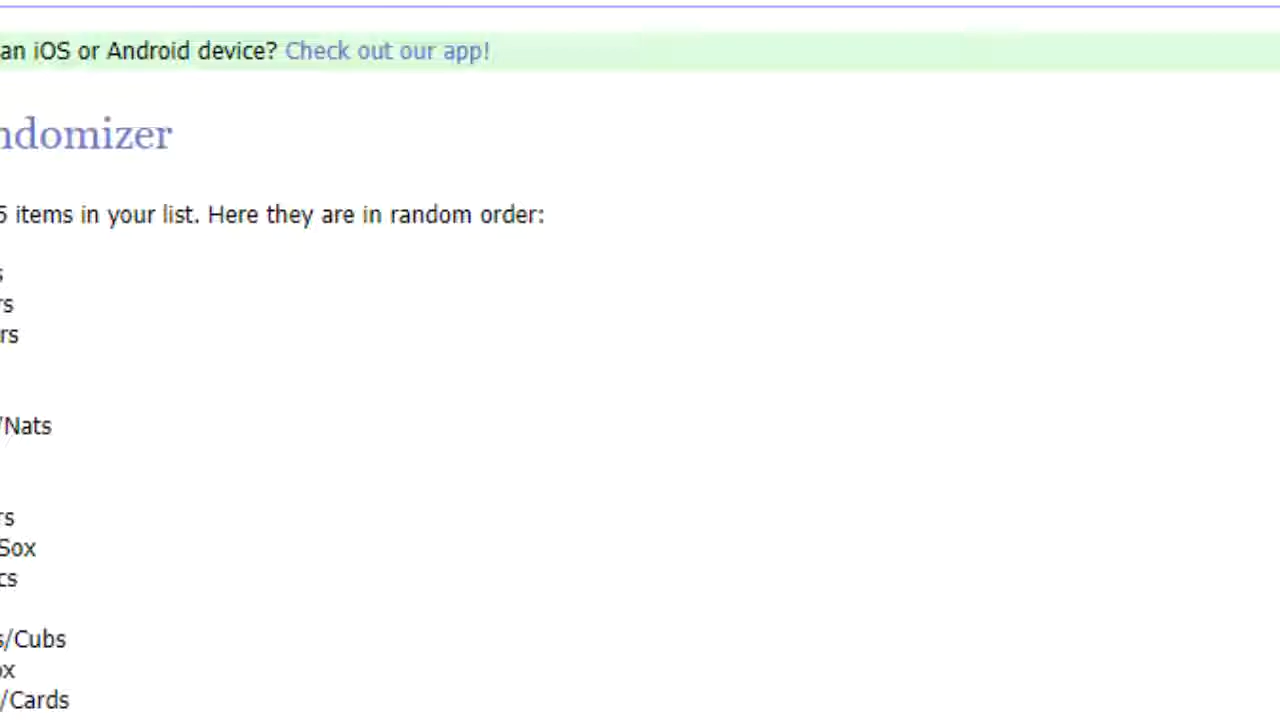 an iOS or Android device? Check out our app!
ndomizer
5 items in your list. Here they are in random order:
s
rs
rs
/Nats
rs
Sox
cs
s/Cubs
ox
/Cards